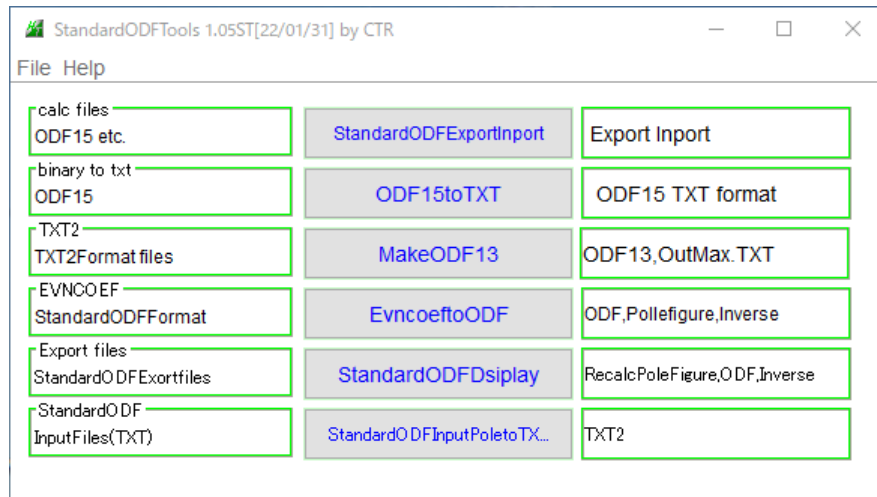 StandardODFTools 1.05ST[22/01/31] by CTR
File Help
calc files
ODF15 etc.
StandardODFExportInport
Export Inport
binary to txt
ODF15
ODF15toTXT
ODF15 TXT format
TXT2
TXT2Format files
MakeODF13
ODF13,OutMax.TXT
EVNCOEF
StandardODFFormat
EvncoeftoODF
ODF,Pollefigure,Inverse
Export files
StandardODFExortfiles
StandardODFDsiplay
RecalcPoleFigure,ODF,Inverse
StandardODF
InputFiles(TXT)
StandardODFInputPoletoTX...
TXT2